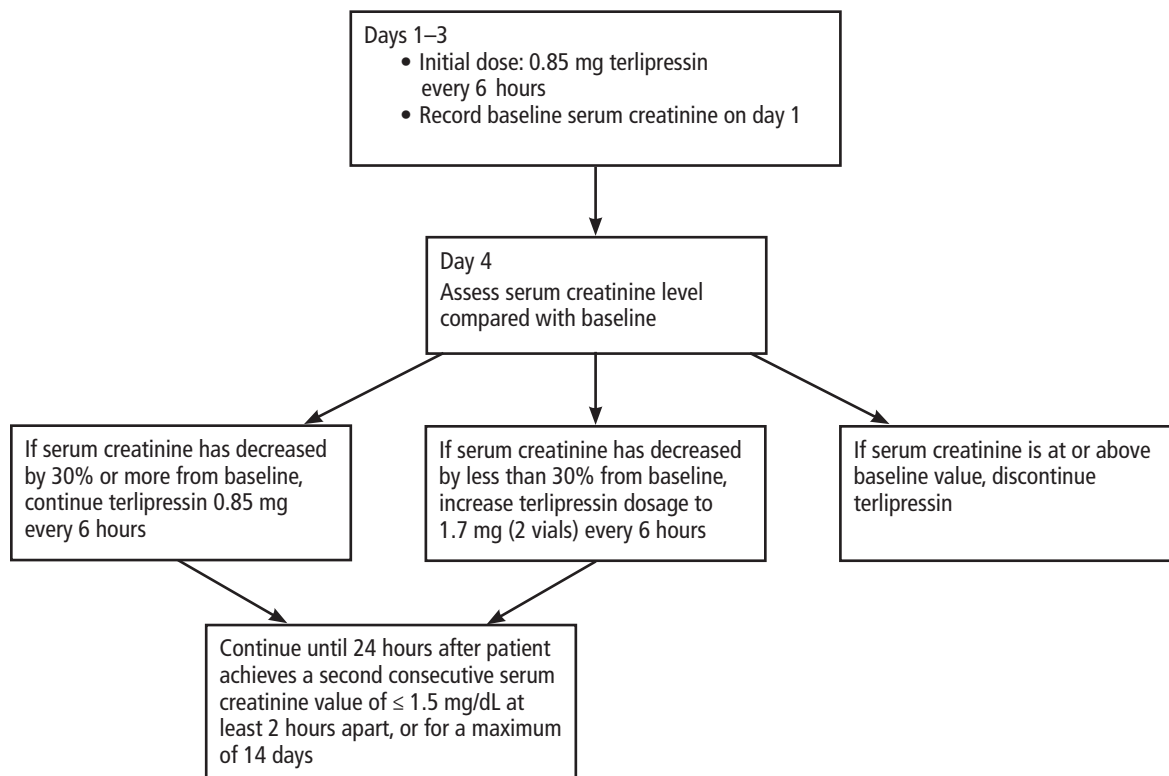 Days 1–3
• Initial dose: 0.85 mg terlipressin
every 6 hours
• Record baseline serum creatinine on day 1
Day 4
Assess serum creatinine level
compared with baseline
If serum creatinine has decreased
by 30% or more from baseline,
continue terlipressin 0.85 mg
every 6 hours
If serum creatinine has decreased
by less than 30% from baseline,
increase terlipressin dosage to
1.7 mg (2 vials) every 6 hours
If serum creatinine is at or above
baseline value, discontinue
terlipressin
Continue until 24 hours after patient
achieves a second consecutive serum
creatinine value of ≤ 1.5 mg/dL at
least 2 hours apart, or for a maximum
of 14 days